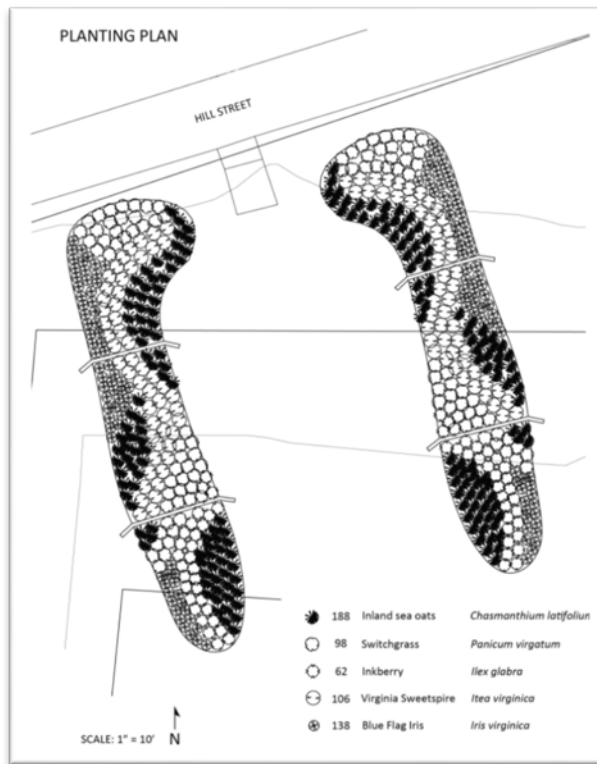 PLANTING PLAN
HILL STREET
188 Inland sea oats Chasmanthium latifolium
98 Switchgrass Panicum virgatum
62 Inkberry Ilex glabra
106 Virginia Sweetspire Itea virginica
138 Blue Flag Iris Iris virginica
SCALE: 1" = 10' N